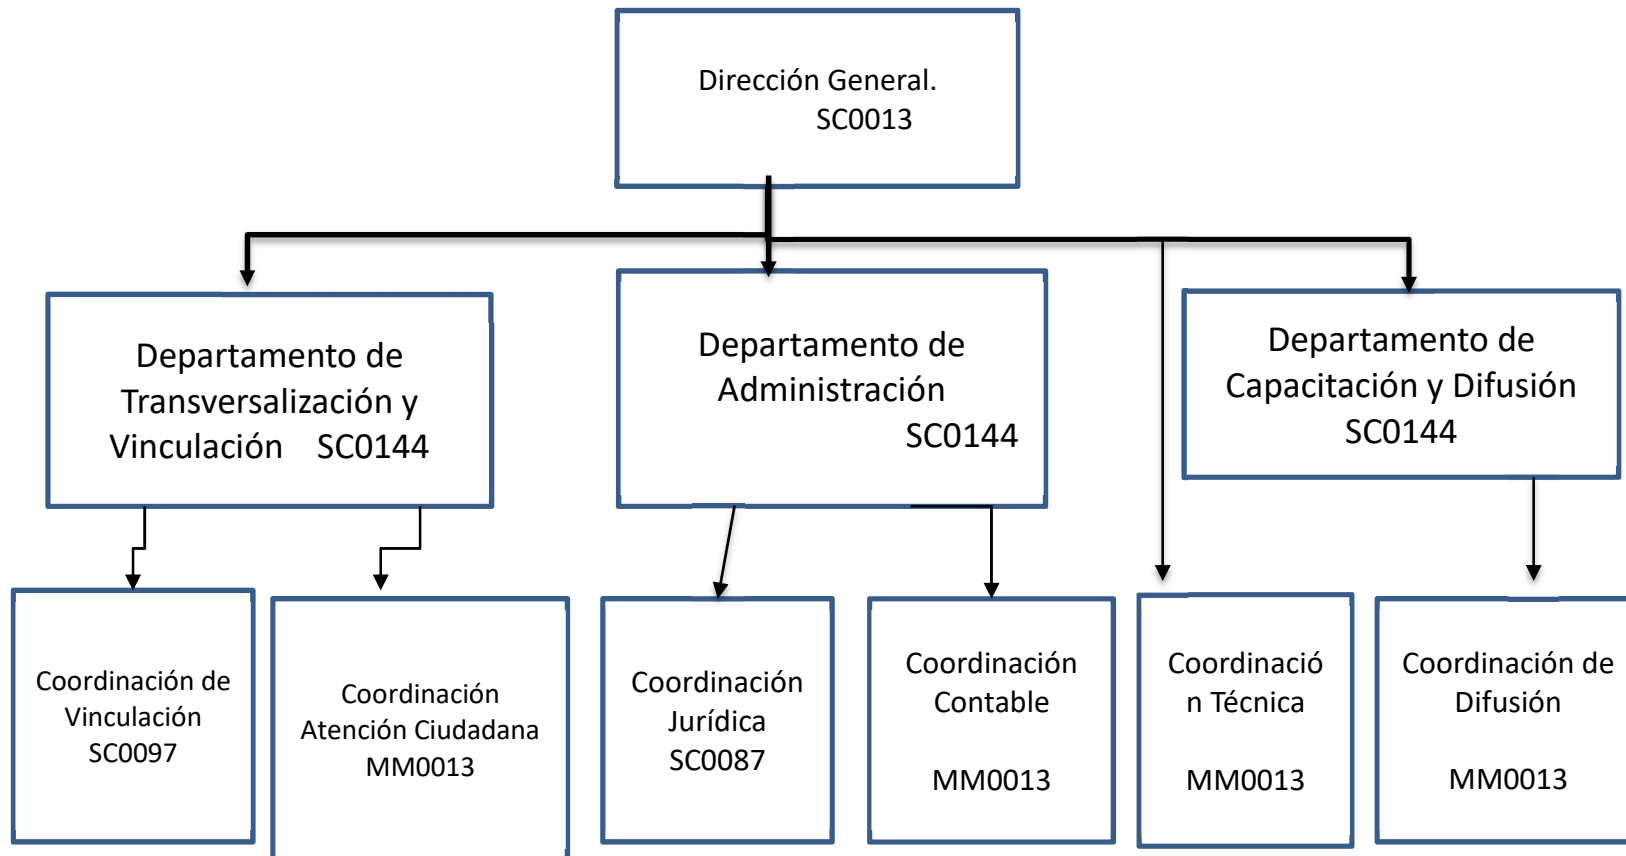 Dirección General.
SC0013
Departamento de
Transversalización y
Vinculación SC0144
Departamento de
Administración
SC0144
Departamento de
Capacitación y Difusión
SC0144
Coordinación de
Vinculación
SC0097
Coordinación
Atención Ciudadana
MM0013
Coordinación
Jurídica
SC0087
Coordinación
Contable
MM0013
Coordinació
n Técnica
MM0013
Coordinación de
Difusión
MM0013